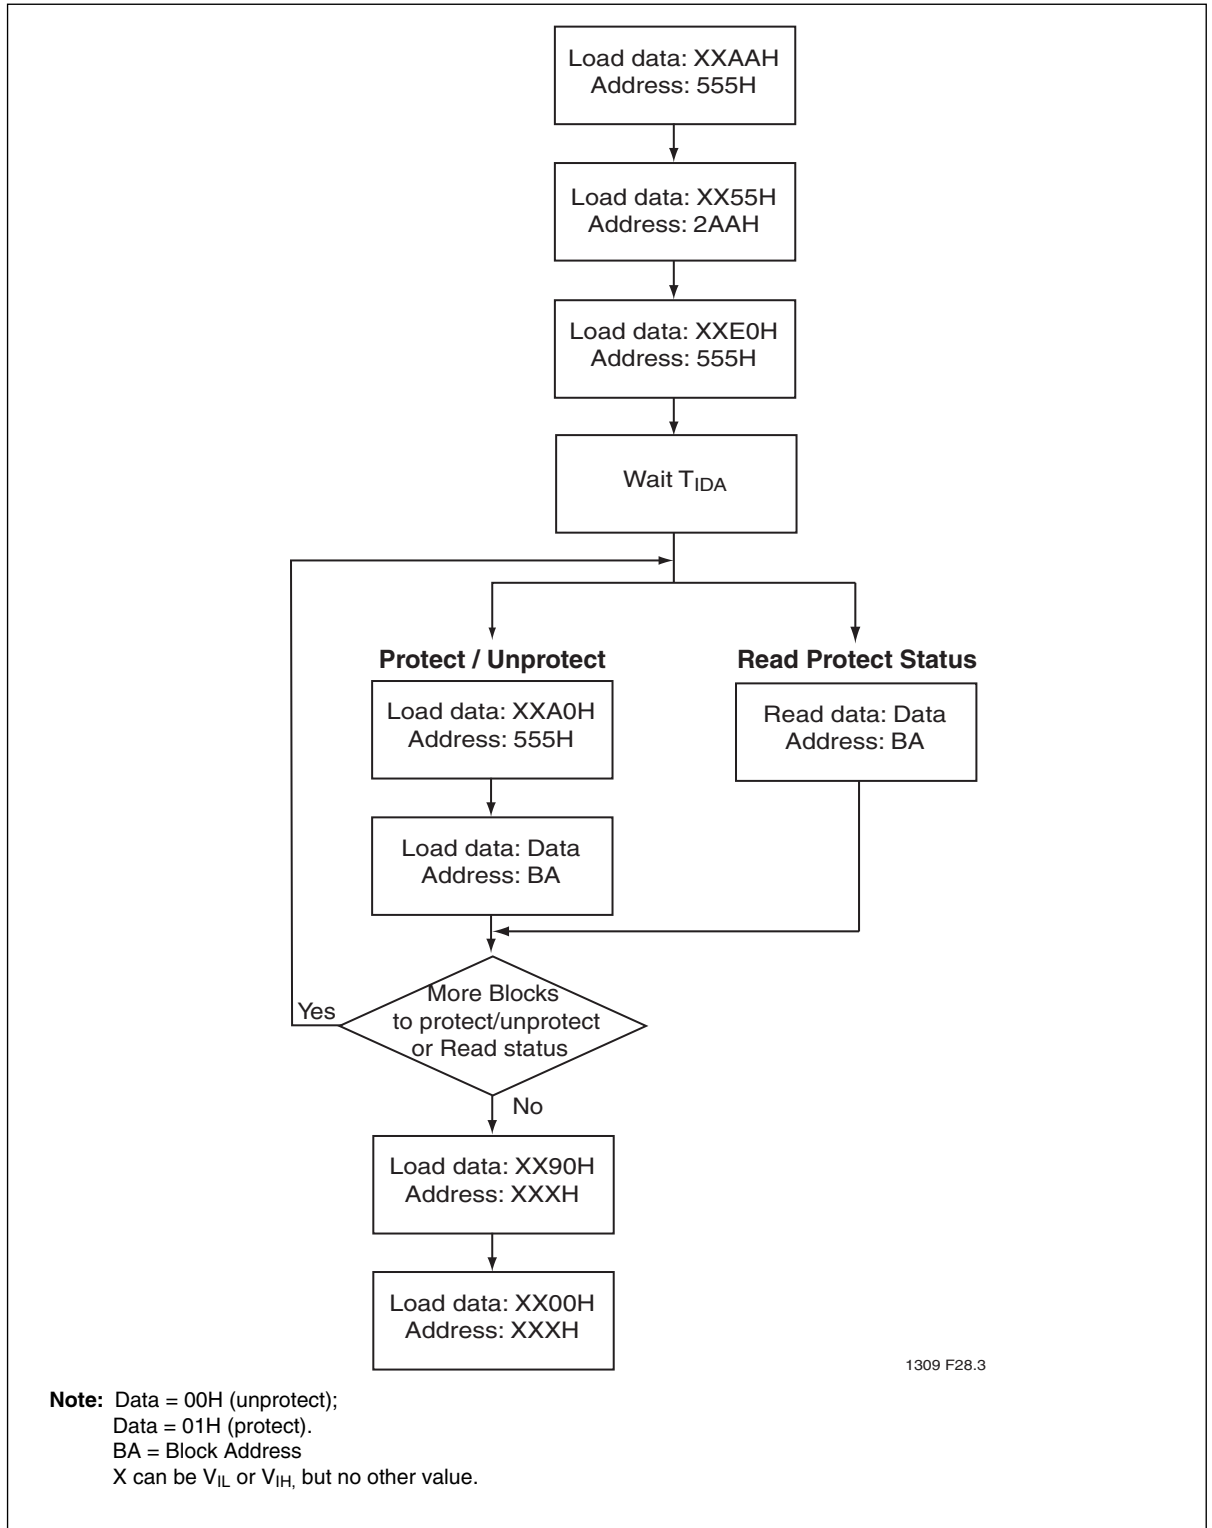 Load data: XXAAH
Address: 555H
Load data: XX55H
Address: 2AAH
Load data: XXE0H
Address: 555H
Wait TIDA
Protect / Unprotect
Load data: XXA0H
Address: 555H
Load data: Data
Address: BA
Read Protect Status
Read data: Data
Address: BA
More Blocks
to protect/unprotect
or Read status
Yes
No
Load data: XX90H
Address: XXXH
Load data: XX00H
Address: XXXH
1309 F28.3
Note: Data = 00H (unprotect);
Data = 01H (protect).
BA = Block Address
X can be VIL or VIH, but no other value.